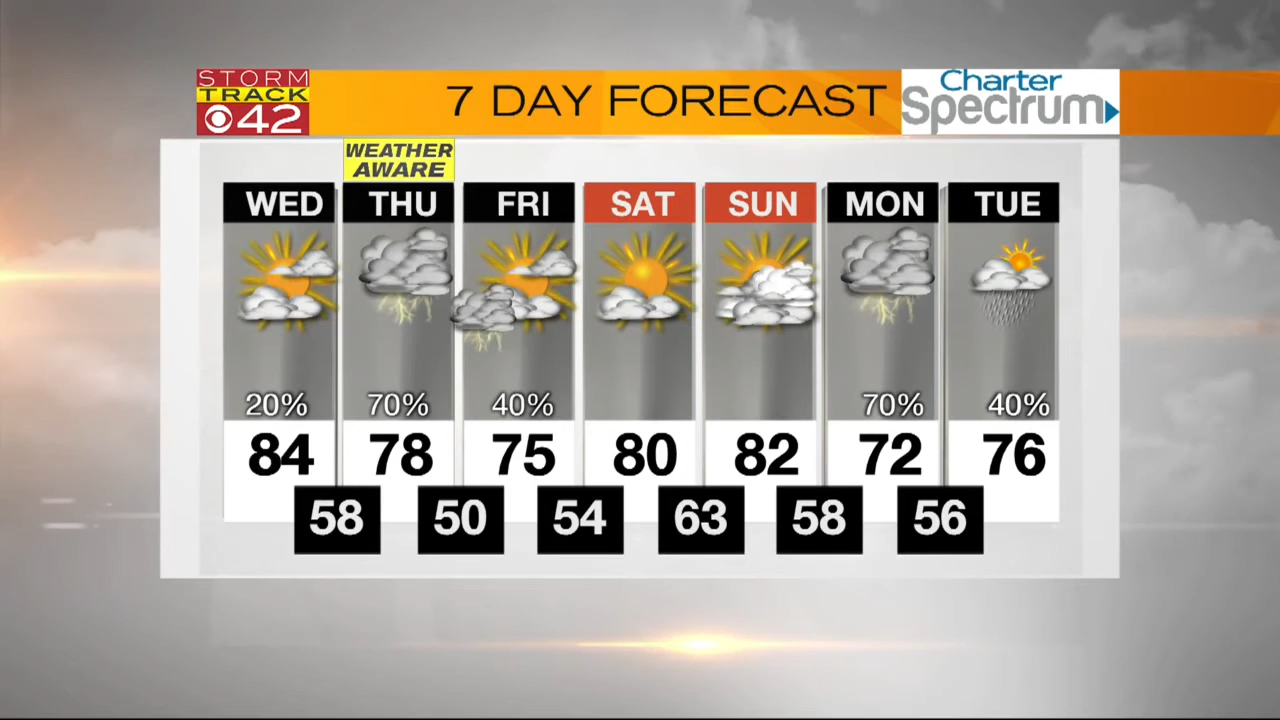 STORM
TRACK
42
7 DAY FORECAST
Charter
Spectrum
WEATHER
AWARE
WED THU FRI SAT SUN MON TUE
20% 70% 40% 70% 40%
84 78 75 80 82 72 76
58 50 54 63 58 56